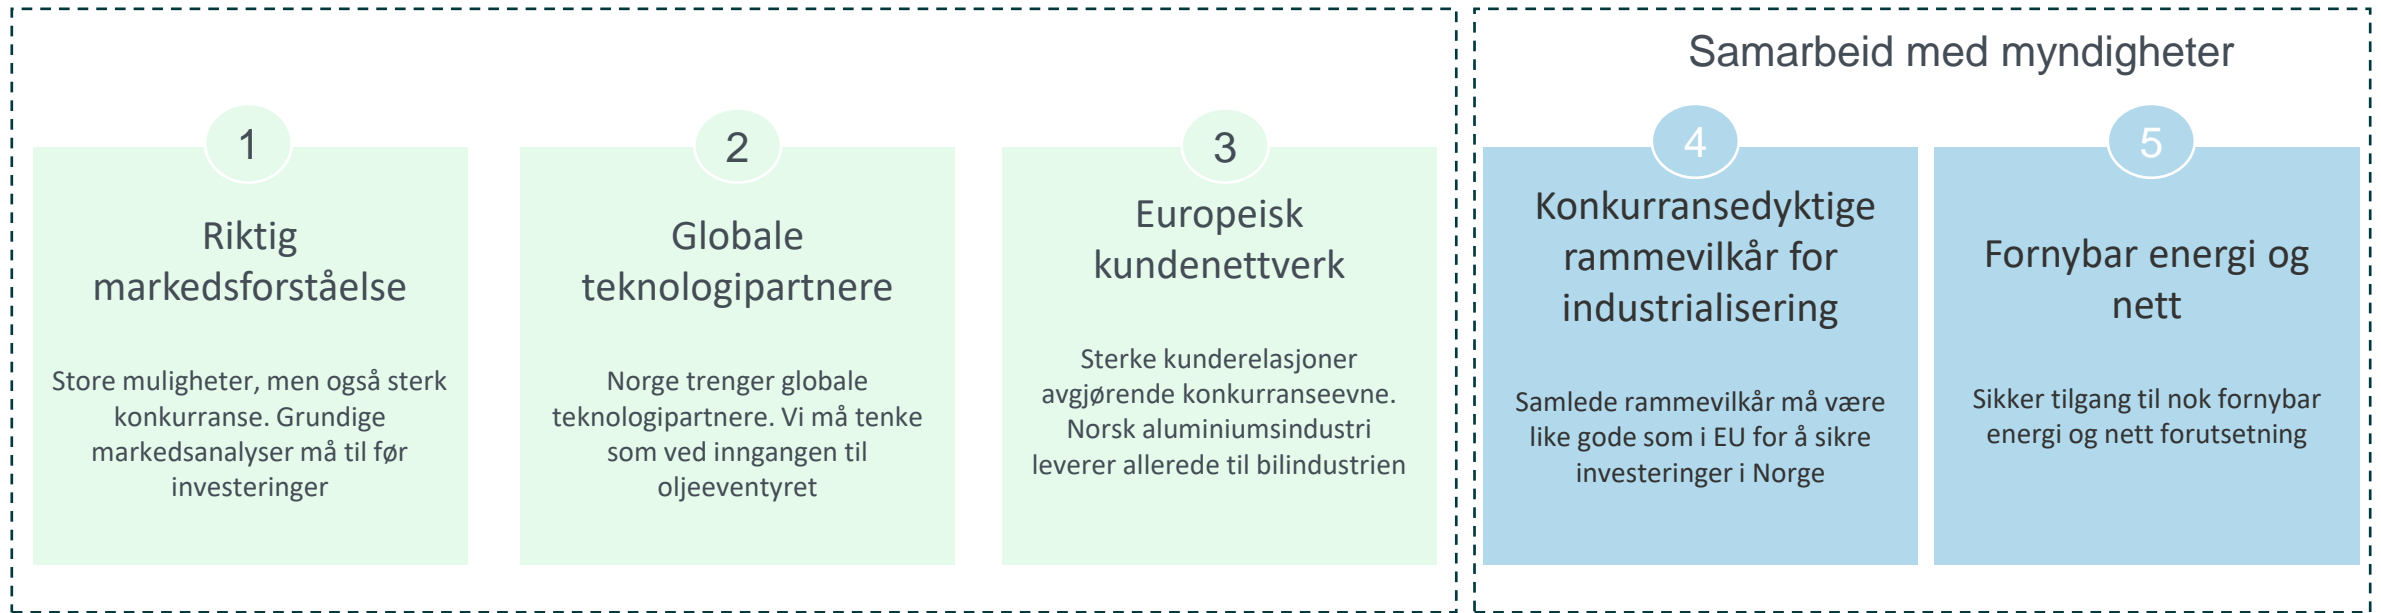 Samarbeid med myndigheter
1
Riktig
markedsforståelse
Store muligheter, men også sterk
konkurranse. Grundige
markedsanalyser må til før
investeringer
2
Globale
teknologipartnere
Norge trenger globale
teknologipartnere. Vi må tenke
som ved inngangen til
oljeeventyret
3
Europeisk
kundenettverk
Sterke kunderelasjoner
avgjørende konkurranseevne.
Norsk aluminiumsindustri
leverer allerede til bilindustrien
4
Konkurransedyktige
rammevilkår for
industrialisering
Samlede rammevilkår må være
like gode som i EU for å sikre
investeringer i Norge
5
Fornybar energi og
nett
Sikker tilgang til nok fornybar
energi og nett forutsetning